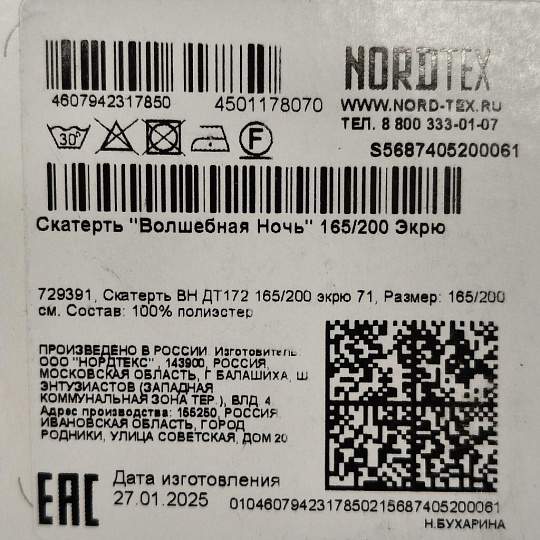 NORDTEX
4607942317850 4501178070
WWW.NORD-TEX.RU
ТЕЛ. 8 800 333-01-07
30° F
S5687405200061
Скатерть "Волшебная Ночь" 165/200 Экрю
729391, Скатерть ВН ДТ172 165/200 экрю 71, Размер: 165/200
см. Состав: 100% полиэстер
ПРОИЗВЕДЕНО В РОССИИ Изготовитель:
ООО "НОРДТЕКС", 143900, РОССИЯ,
МОСКОВСКАЯ ОБЛАСТЬ, Г. БАЛАШИХА, Ш
ЭНТУЗИАСТОВ (ЗАПАДНАЯ
КОММУНАЛЬНАЯ ЗОНА ТЕР.), ВЛД. 4
Адрес производства: 155250, РОССИЯ,
ИВАНОВСКАЯ ОБЛАСТЬ, ГОРОД
РОДНИКИ, УЛИЦА СОВЕТСКАЯ, ДОМ 20
EAC
Дата изготовления
27.01.2025
0104607942317850215687405200061
Н.БУХАРИНА